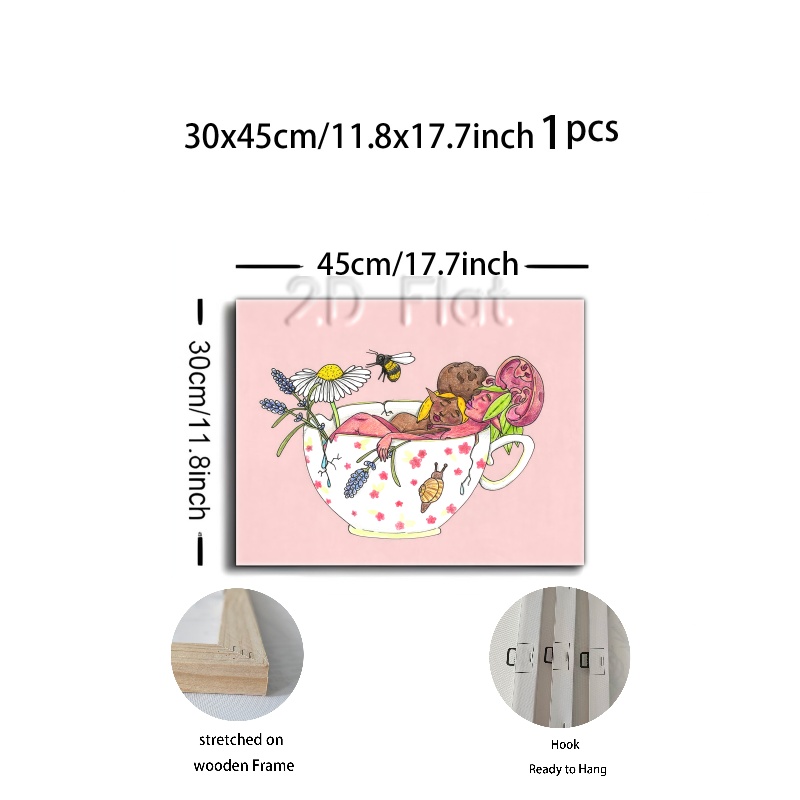 30x45cm/11.8x17.7inch 1pcs
45cm/17.7inch
2.D Flat.
30cm/11.8inch
stretched on
wooden Frame
Hook
Ready to Hang